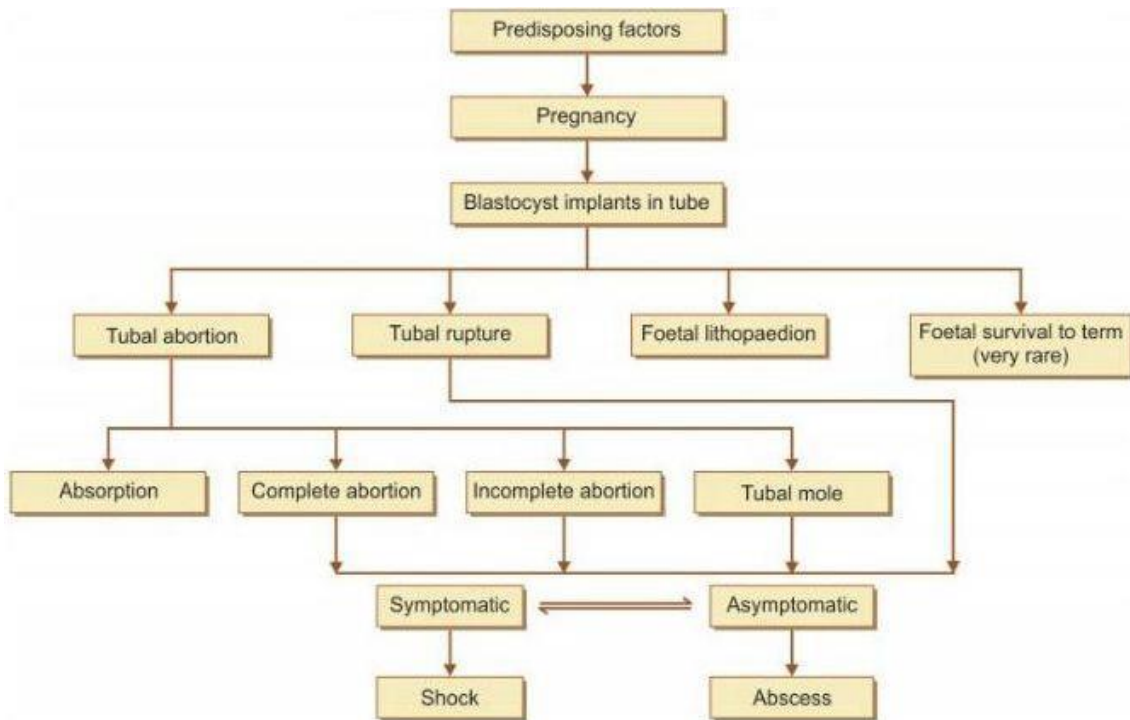 Predisposing factors
Pregnancy
Blastocyst implants in tube
Tubal abortion
Tubal rupture
Foetal lithopaedion
Foetal survival to term
(very rare)
Absorption
Complete abortion
Incomplete abortion
Tubal mole
Symptomatic
Asymptomatic
Shock
Abscess